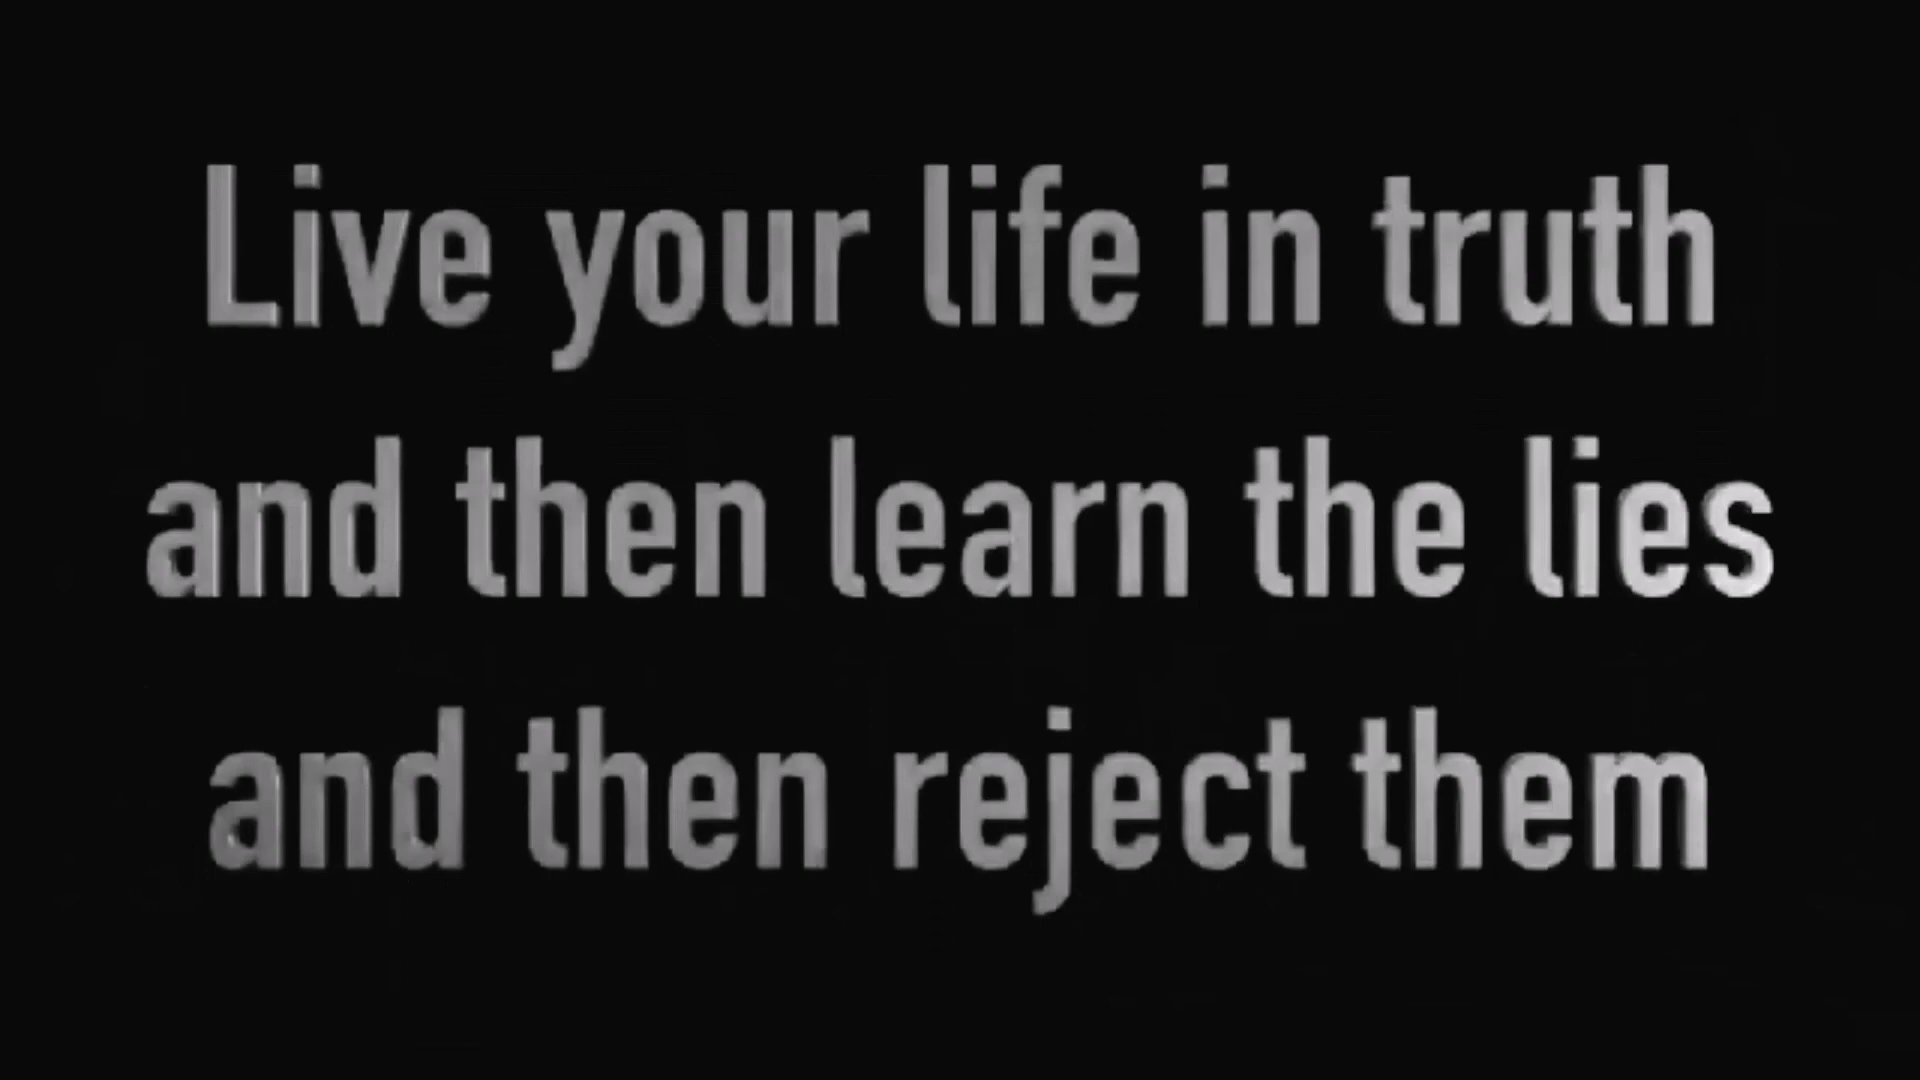 Live your life in truth
and then learn the lies
and then reject them